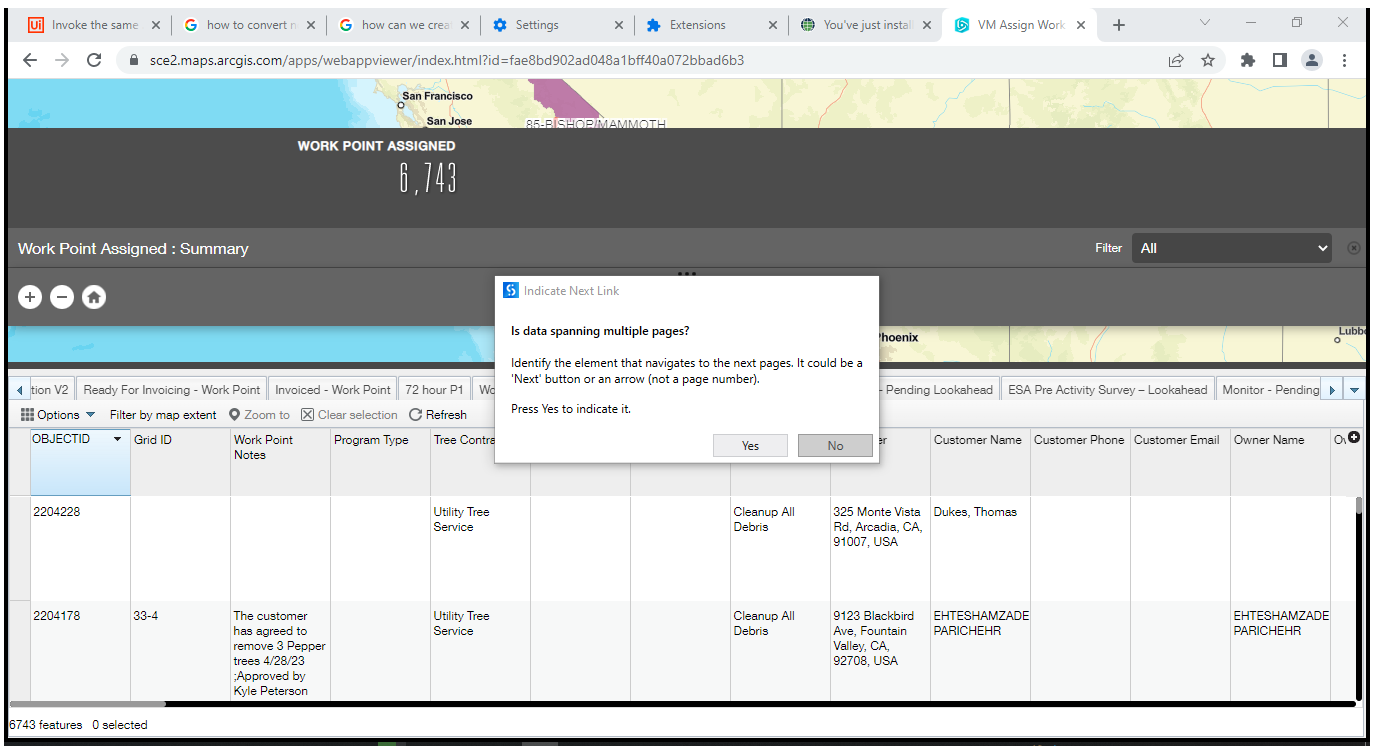 Invoke the same
how to convert n
how can we crea
Settings
Extensions
You've just instal
VM Assign Work
sce2.maps.arcgis.com/apps/webappviewer/index.html?id=fae8bd902ad048a1bff40a072bbad6b3
San Francisco
San Jose
85-BISHOP/MAMMOTH
WORK POINT ASSIGNED
6,743
Work Point Assigned : Summary
Filter
All
Indicate Next Link
Is data spanning multiple pages?
Identify the element that navigates to the next pages. It could be a
'Next' button or an arrow (not a page number).
Press Yes to indicate it.
Yes
No
Phoenix
Lubb
tion V2
Ready For Invoicing - Work Point
Invoiced - Work Point
72 hour P1
Wo
- Pending Lookahead
ESA Pre Activity Survey – Lookahead
Monitor - Pending
Options
Filter by map extent
Zoom to
Clear selection
Refresh
OBJECTID
Grid ID
Work Point
Notes
Program Type
Tree Contra
er
Customer Name
Customer Phone
Customer Email
Owner Name
2204228
Utility Tree
Service
Cleanup All
Debris
325 Monte Vista
Rd, Arcadia, CA,
91007, USA
Dukes, Thomas
2204178
33-4
The customer
has agreed to
remove 3 Pepper
trees 4/28/23
;Approved by
Kyle Peterson
Utility Tree
Service
Cleanup All
Debris
9123 Blackbird
Ave, Fountain
Valley, CA,
92708, USA
EHTESHAMZADE
PARICHEHR
EHTESHAMZADE
PARICHEHR
6743 features
0 selected